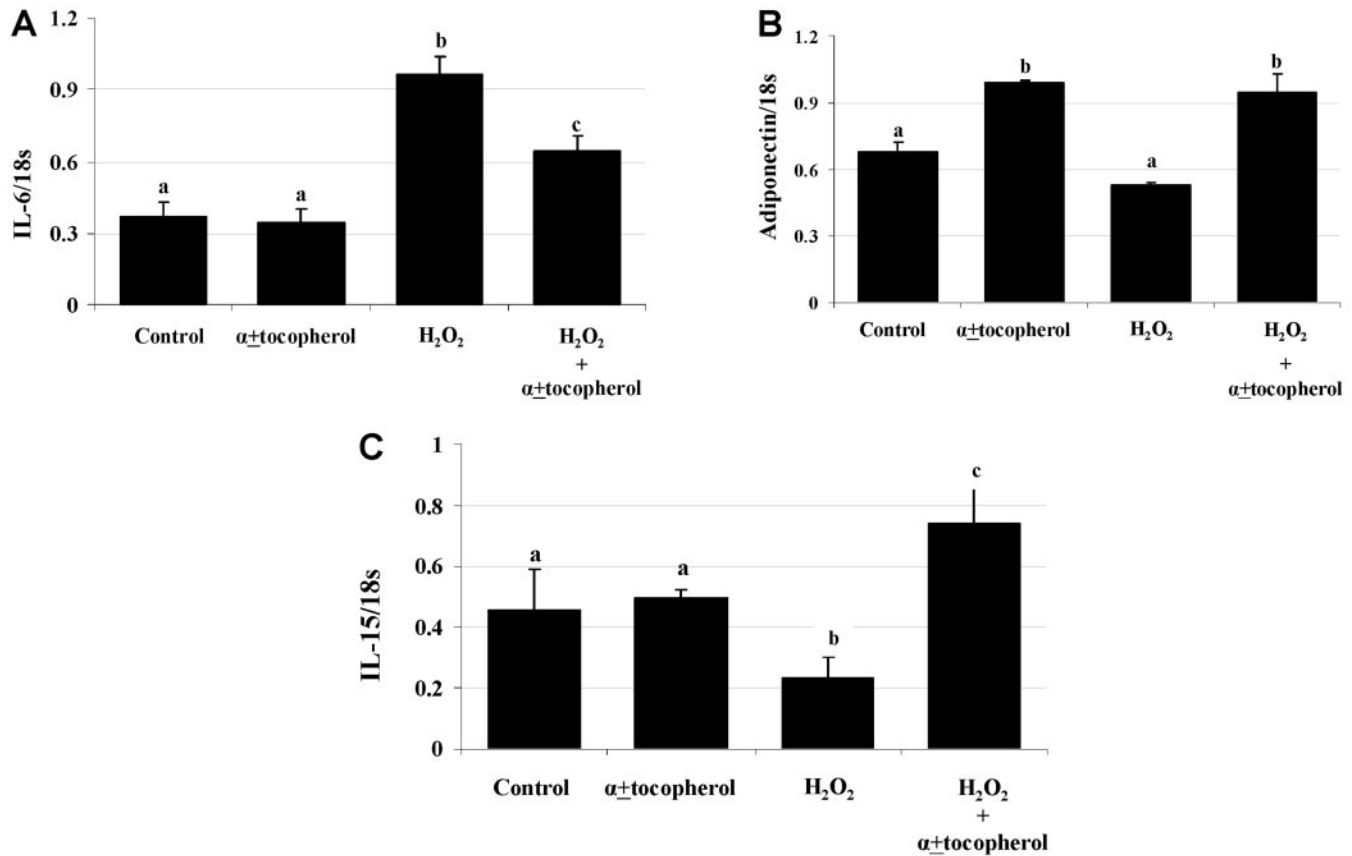 A
IL-6/18s
1.2
0.9
0.6
0.3
0
a
a
b
c
Control
α±tocopherol
H₂O₂
H₂O₂
+
α±tocopherol
B
Adiponectin/18s
1.2
0.9
0.6
0.3
0
a
b
a
b
Control
α±tocopherol
H₂O₂
H₂O₂
+
α±tocopherol
C
IL-15/18s
1
0.8
0.6
0.4
0.2
0
a
a
b
c
Control
α±tocopherol
H₂O₂
H₂O₂
+
α±tocopherol